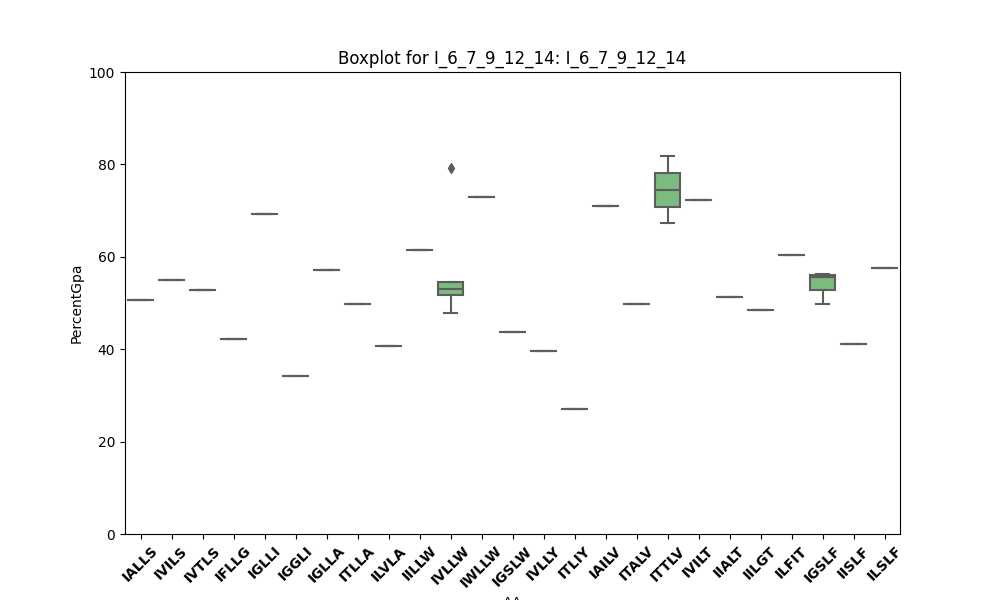 Boxplot for I_6_7_9_12_14: I_6_7_9_12_14
100
80
60
40
20
0
PercentGpa
IALLS IVILS IVTLS IFLLG IGLLI IGGLI IGLLA ITLLA ILVLA IILLW IVLLW IWLLW IGSLW IVLLY ITLIY IAILV ITALV ITTLV IVILT IIALT IILGT ILFIT IGSLF IISLF ILSLF